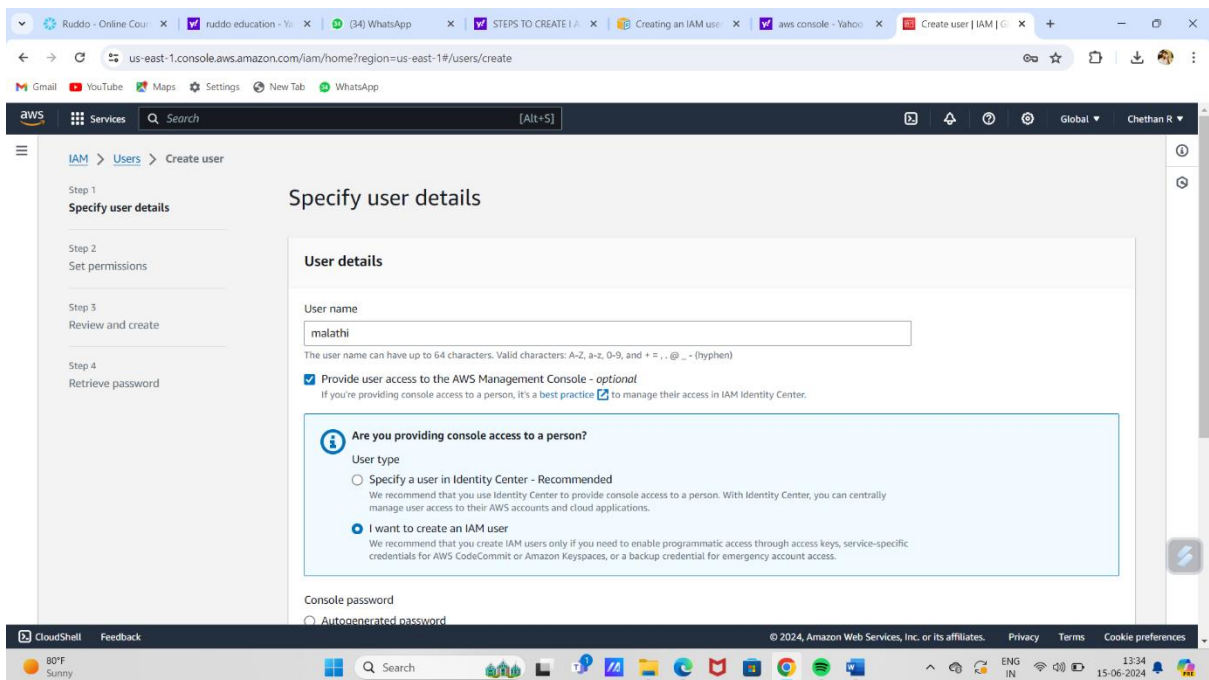 Ruddo - Online Cour
ruddo education - Ya
(34) WhatsApp
STEPS TO CREATE I A
Creating an IAM use
aws console - Yahoo
Create user | IAM | G
us-east-1.console.aws.amazon.com/iam/home?region=us-east-1#/users/create
Gmail YouTube Maps Settings New Tab WhatsApp
aws Services Search [Alt+S] Global Chethan R
IAM > Users > Create user
Step 1
Specify user details
Step 2
Set permissions
Step 3
Review and create
Step 4
Retrieve password
Specify user details
User details
User name
malathi
The user name can have up to 64 characters. Valid characters: A-Z, a-z, 0-9, and + = , . @ _ - (hyphen)
Provide user access to the AWS Management Console - optional
If you're providing console access to a person, it's a best practice to manage their access in IAM Identity Center.
Are you providing console access to a person?
User type
Specify a user in Identity Center - Recommended
We recommend that you use Identity Center to provide console access to a person. With Identity Center, you can centrally
manage user access to their AWS accounts and cloud applications.
I want to create an IAM user
We recommend that you create IAM users only if you need to enable programmatic access through access keys, service-specific
credentials for AWS CodeCommit or Amazon Keyspaces, or a backup credential for emergency account access.
Console password
Autogenerated password
CloudShell Feedback © 2024, Amazon Web Services, Inc. or its affiliates. Privacy Terms Cookie preferences
80°F
Sunny
Search
ENG
IN
13:34
15-06-2024